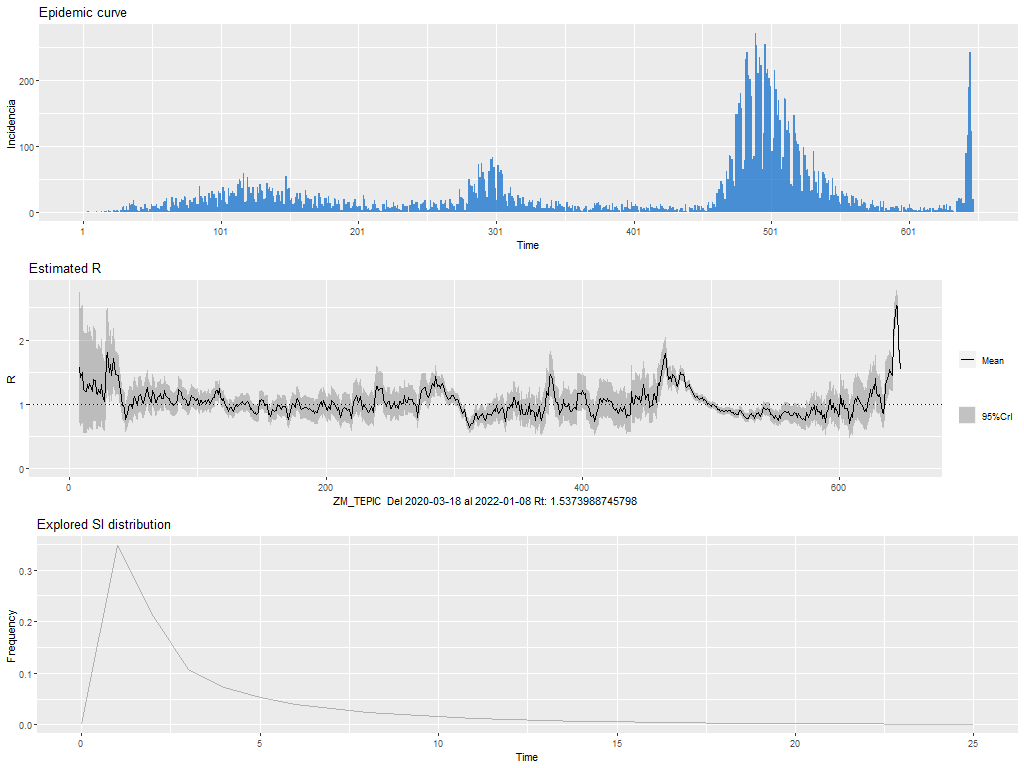 Epidemic curve
Incidencia
200
100
0
1 101 201 301 401 501 601
Time
Estimated R
R
2
1
0
0 200 400 600
Mean
95%CrI
ZM_TEPIC Del 2020-03-18 al 2022-01-08 Rt: 1.5373988745798
Explored SI distribution
Frequency
0.3
0.2
0.1
0.0
0 5 10 15 20 25
Time